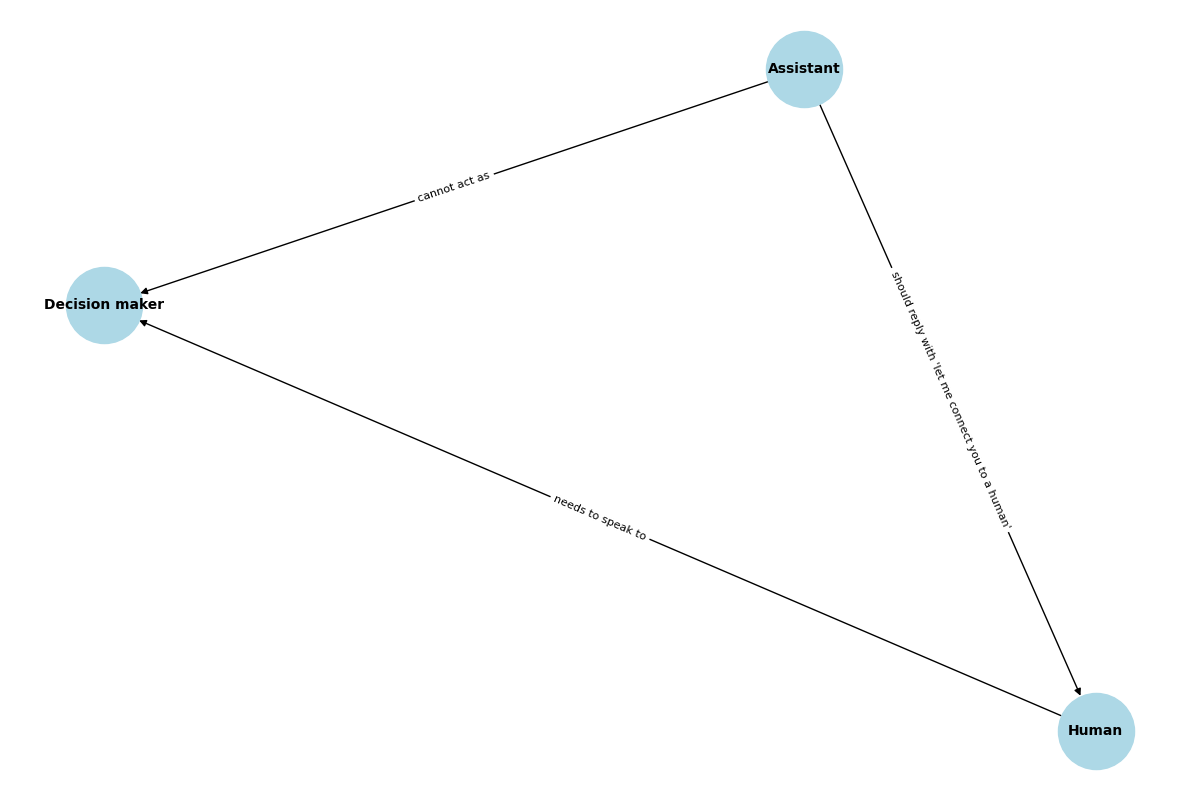 Assistant
cannot act as
Decision maker
should reply with 'let me connect you to a human'
needs to speak to
Human